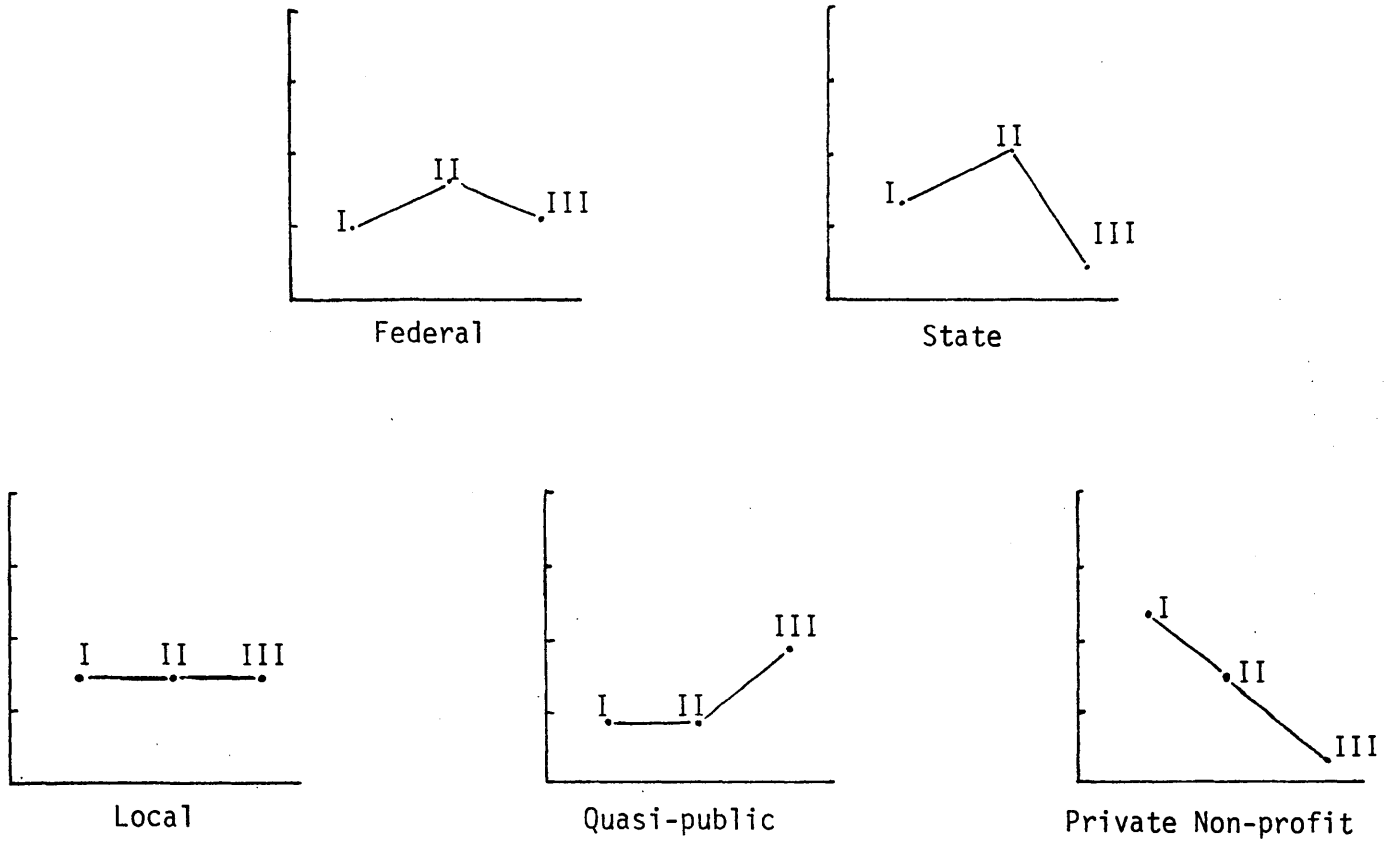 II
I
III
Federal
II
I
III
State
I II III
Local
III
I II
Quasi-public
I
II
III
Private Non-profit